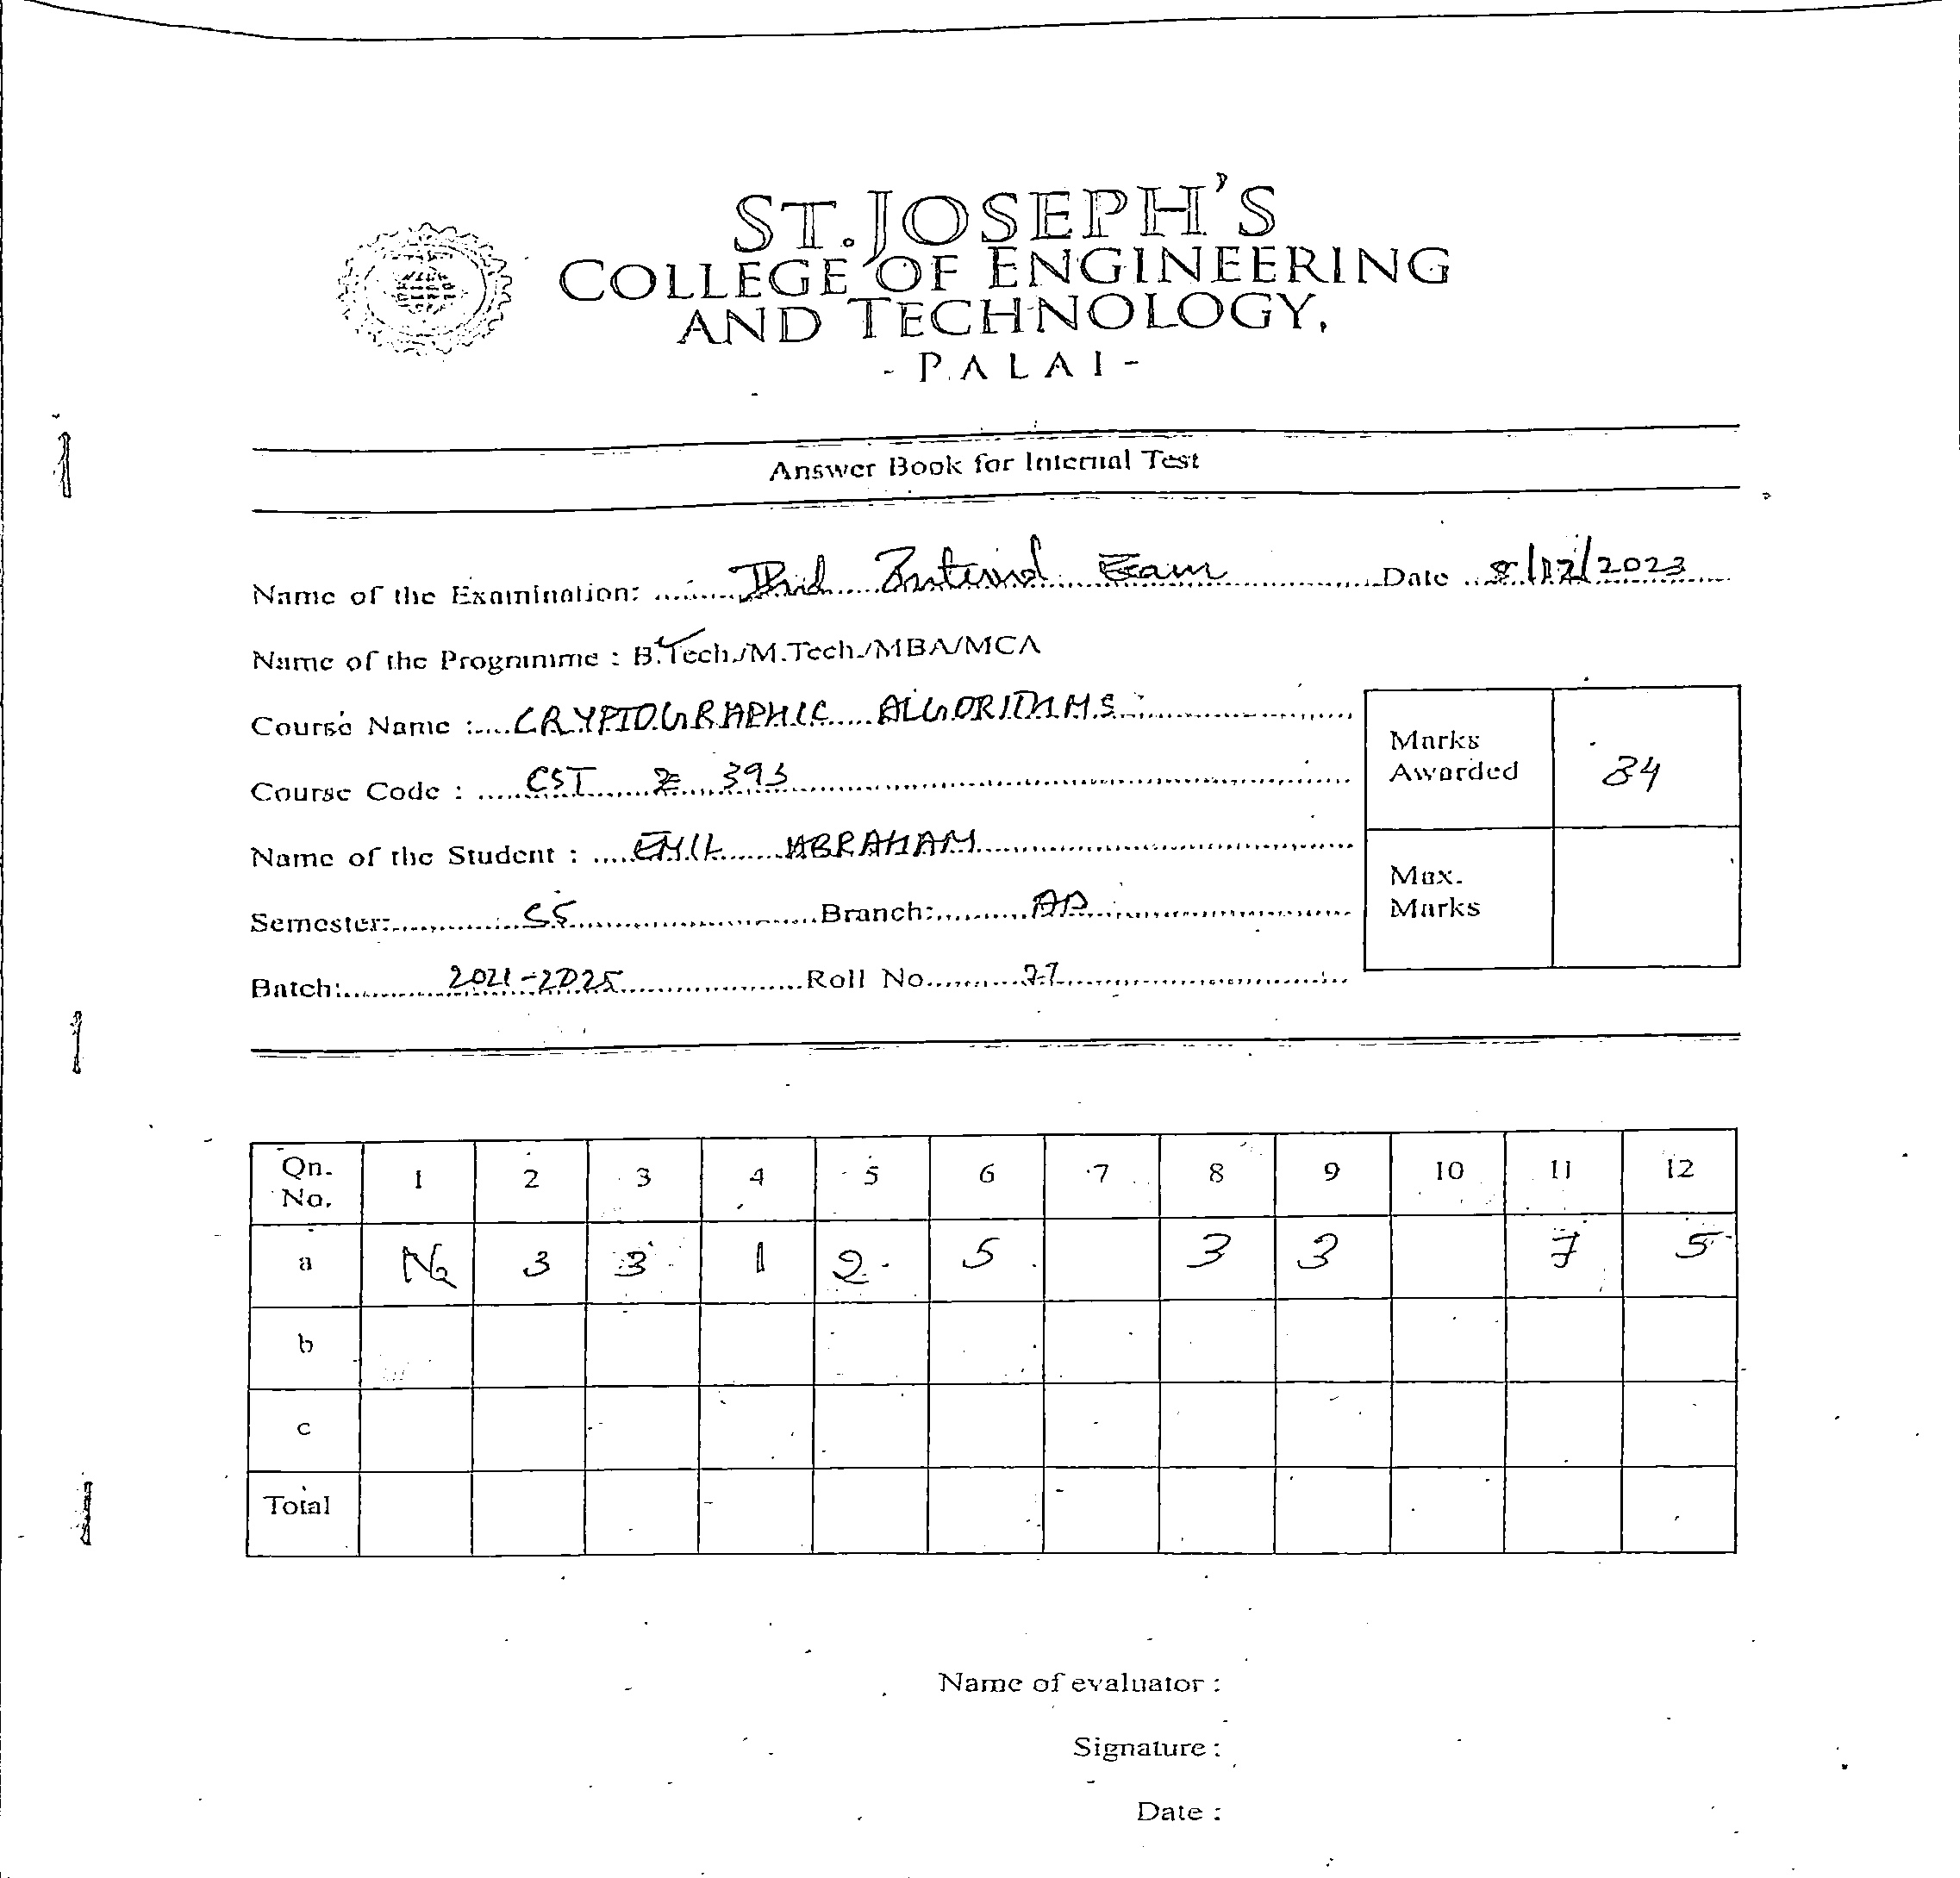 ST. JOSEPH'S
COLLEGE OF ENGINEERING
AND TECHNOLOGY,
- PALAI -
Answer Book for Internal Test
Name of the Examination: Internal Exam Date 8/12/2023
Name of the Programme : B.Tech./M.Tech./MBA/MCA
Course Name : CRYPTOGRAPHIC ALGORITHMS
Marks Awarded 34
Course Code : CST 393
Name of the Student : EMIL ABRAHAM
Max. Marks
Semester: S5 Branch: AD
Batch: 2021-2025 Roll No. 27
Qn. No. 1 2 3 4 5 6 7 8 9 10 11 12
a 3 3 1 2 5 3 3 7 5
b
c
Total
Name of evaluator :
Signature :
Date :